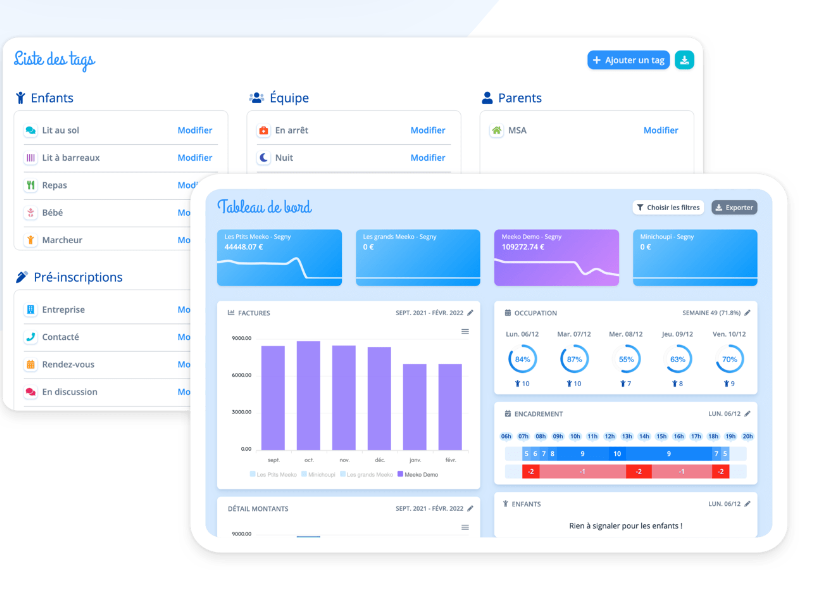 Liste des tags
+ Ajouter un tag
Enfants
Lit au sol Modifier
Lit à barreaux Modifier
Repas Mod
Bébé Mo
Marcheur Mo
Équipe
En arrêt Modifier
Nuit Modifier
Parents
MSA Modifier
Pré-inscriptions
Entreprise Mo
Contacté Mo
Rendez-vous Mo
En discussion Mo
Tableau de bord
Choisir les filtres Exporter
Les Ptits Meeko - Segny
44448.07 €
Les grands Meeko - Segny
0 €
Meeko Demo - Segny
109272.74 €
Minichoupi - Segny
0 €
FACTURES SEPT. 2021 - FÉVR. 2022
9000.00
6000.00
3000.00
0.00
sept. oct. nov. déc. janv. févr.
Les Ptits Meeko Minichoupi Les grands Meeko Meeko Demo
DÉTAIL MONTANTS SEPT. 2021 - FÉVR. 2022
9000.00
OCCUPATION SEMAINE 49 (71.8%)
Lun. 06/12 Mar. 07/12 Mer. 08/12 Jeu. 09/12 Ven. 10/12
84% 87% 55% 63% 70%
10 10 7 8 9
ENCADREMENT LUN. 06/12
06h 07h 08h 09h 10h 11h 12h 13h 14h 15h 16h 17h 18h 19h 20h
5 6 7 8 9 10 9 7 5
-2 -1 -2 -1 -2
ENFANTS LUN. 06/12
Rien à signaler pour les enfants !